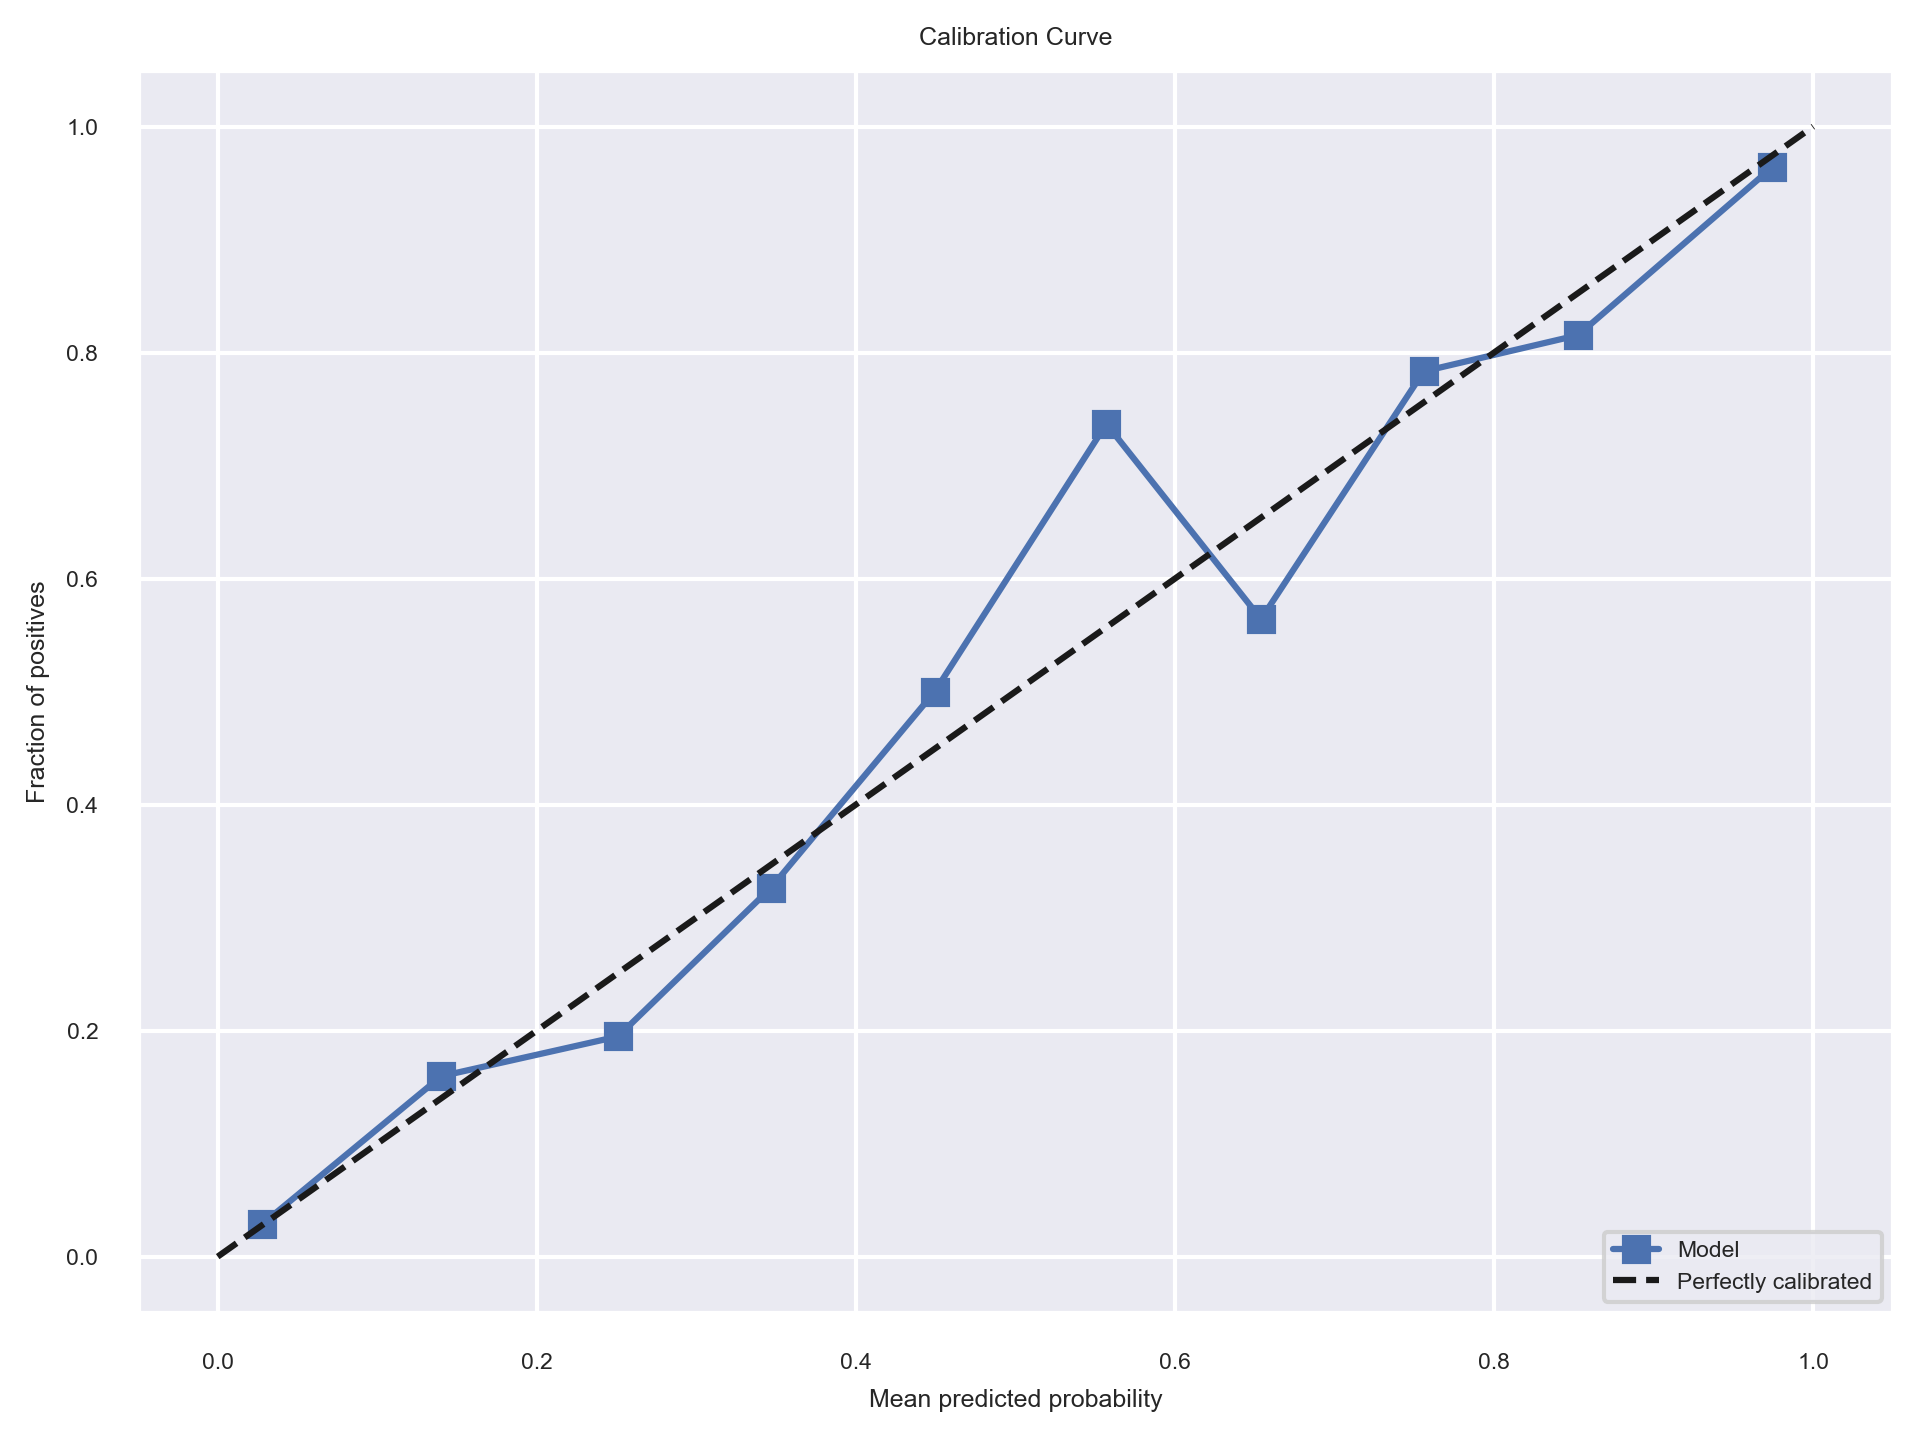 Calibration Curve
1.0
0.8
0.6
0.4
0.2
0.0
Fraction of positives
0.0 0.2 0.4 0.6 0.8 1.0
Mean predicted probability
Model
Perfectly calibrated